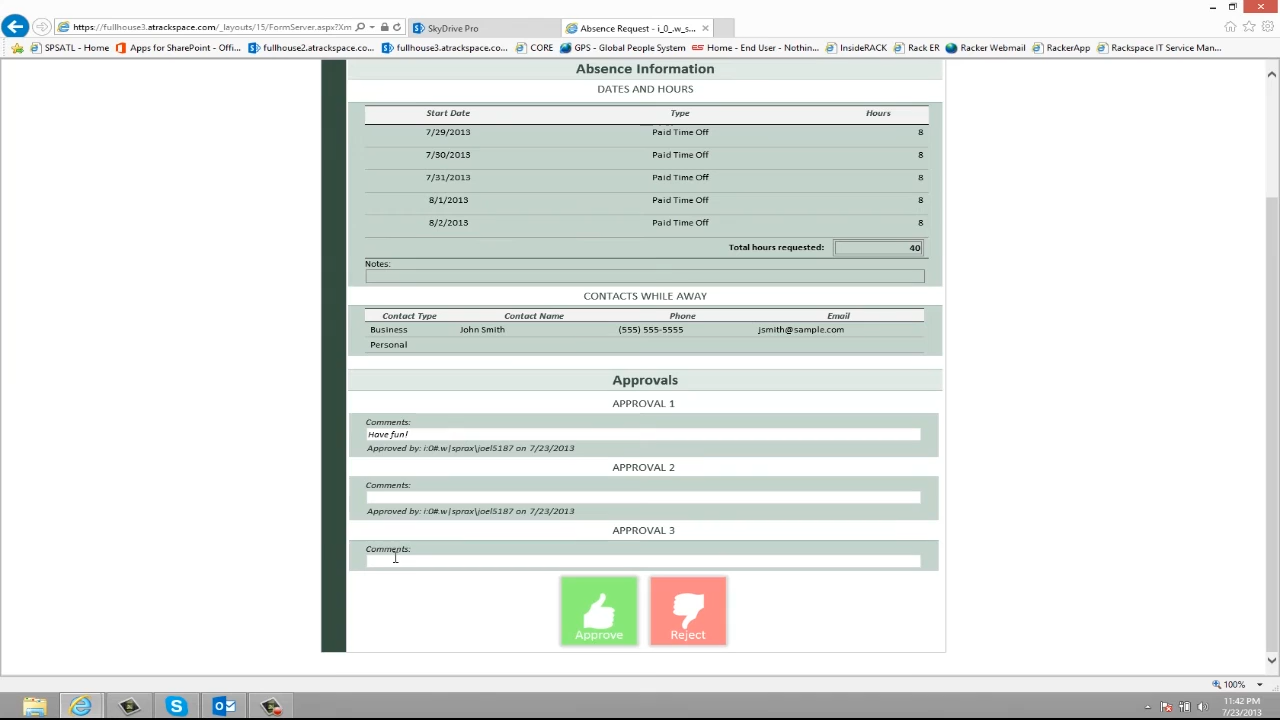 https://fullhouse3.atrackspace.co/_layouts/15/FormServer.aspx?Xm
SkyDrive Pro
Absence Request - i_0_.w_s...
SPSATL - Home
Apps for SharePoint - Offi...
fullhouse2.atrackspace.co...
fullhouse3.atrackspace.co...
CORE
GPS - Global People System
Home - End User - Nothin...
InsideRACK
Rack ER
Racker Webmail
RackerApp
Rackspace IT Service Man...
Absence Information
DATES AND HOURS
Start Date Type Hours
7/29/2013 Paid Time Off 8
7/30/2013 Paid Time Off 8
7/31/2013 Paid Time Off 8
8/1/2013 Paid Time Off 8
8/2/2013 Paid Time Off 8
Total hours requested: 40
Notes:
CONTACTS WHILE AWAY
Contact Type Contact Name Phone Email
Business John Smith (555) 555-5555 jsmith@sample.com
Personal
Approvals
APPROVAL 1
Comments:
Have fun!
Approved by: i:0#.w|sprax\joel5187 on 7/23/2013
APPROVAL 2
Comments:
Approved by: i:0#.w|sprax\joel5187 on 7/23/2013
APPROVAL 3
Comments:
Approve
Reject
100%
11:42 PM
7/23/2013